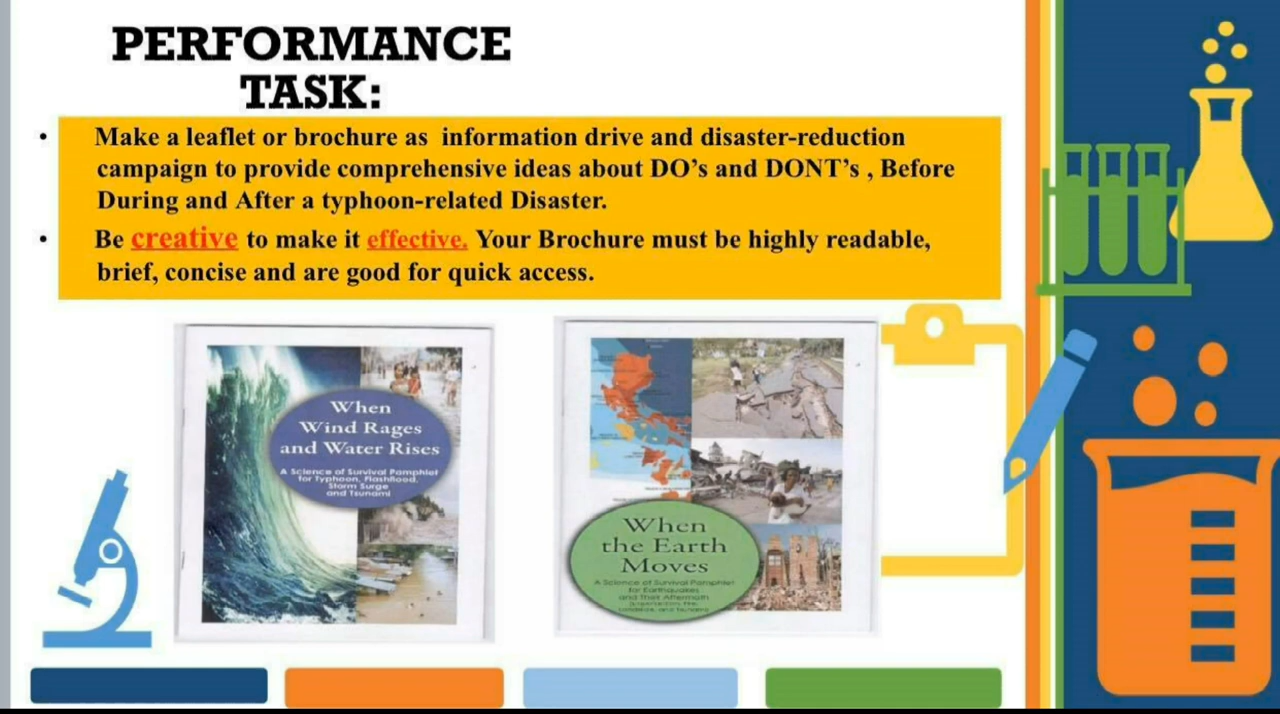 PERFORMANCE
TASK:
• Make a leaflet or brochure as information drive and disaster-reduction
campaign to provide comprehensive ideas about DO’s and DONT’s , Before
During and After a typhoon-related Disaster.
• Be creative to make it effective. Your Brochure must be highly readable,
brief, concise and are good for quick access.
When
Wind Rages
and Water Rises
A Science of Survival Pamphlet
for Typhoon, Flashflood,
Storm Surge
and Tsunami
When
the Earth
Moves
A Science of Survival Pamphlet
for Earthquakes
and Their Aftermath